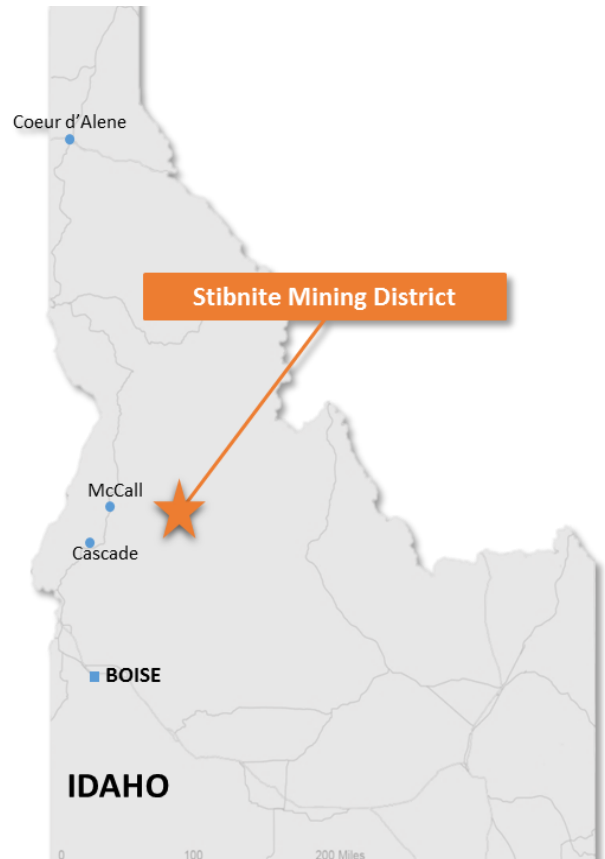 Coeur d'Alene
Stibnite Mining District
McCall
Cascade
BOISE
IDAHO
0 100 200 Miles